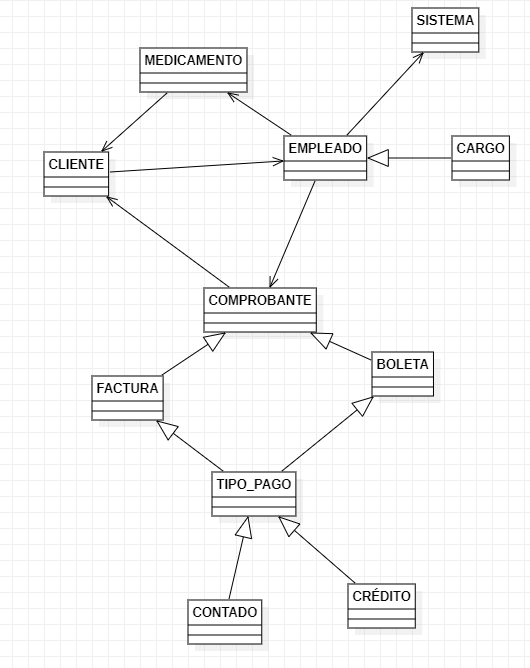 SISTEMA
MEDICAMENTO
EMPLEADO
CARGO
CLIENTE
COMPROBANTE
BOLETA
FACTURA
TIPO_PAGO
CRÉDITO
CONTADO